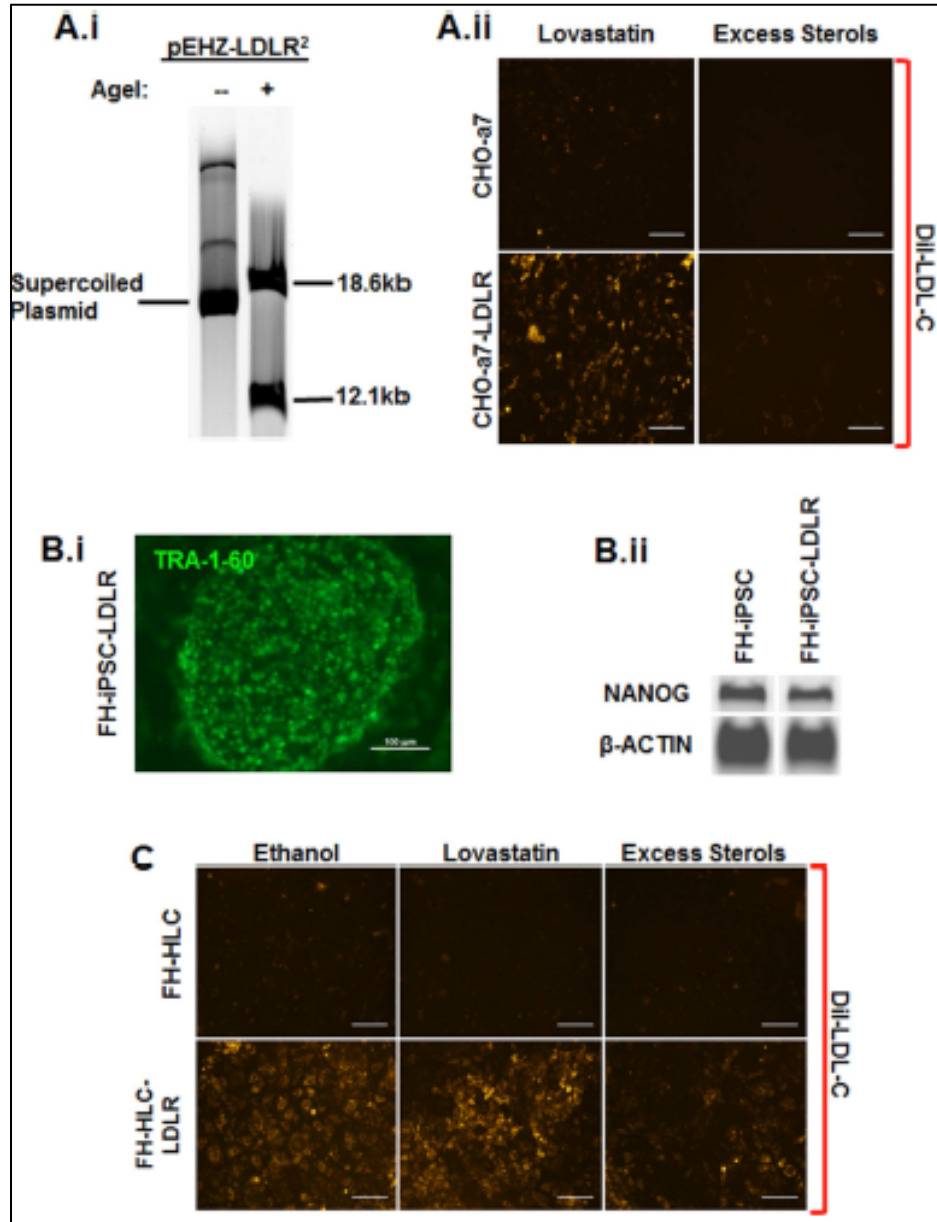 A.i
pEHZ-LDLR²
AgeI: -- +
Supercoiled
Plasmid
18.6kb
12.1kb
A.ii
Lovastatin Excess Sterols
CHO-a7
CHO-a7-LDLR
DiI-LDL-C
B.i
FH-iPSC-LDLR
TRA-1-60
100 µm
B.ii
FH-iPSC
FH-iPSC-LDLR
NANOG
β-ACTIN
C
Ethanol Lovastatin Excess Sterols
FH-HLC
FH-HLC-
LDLR
DiI-LDL-C